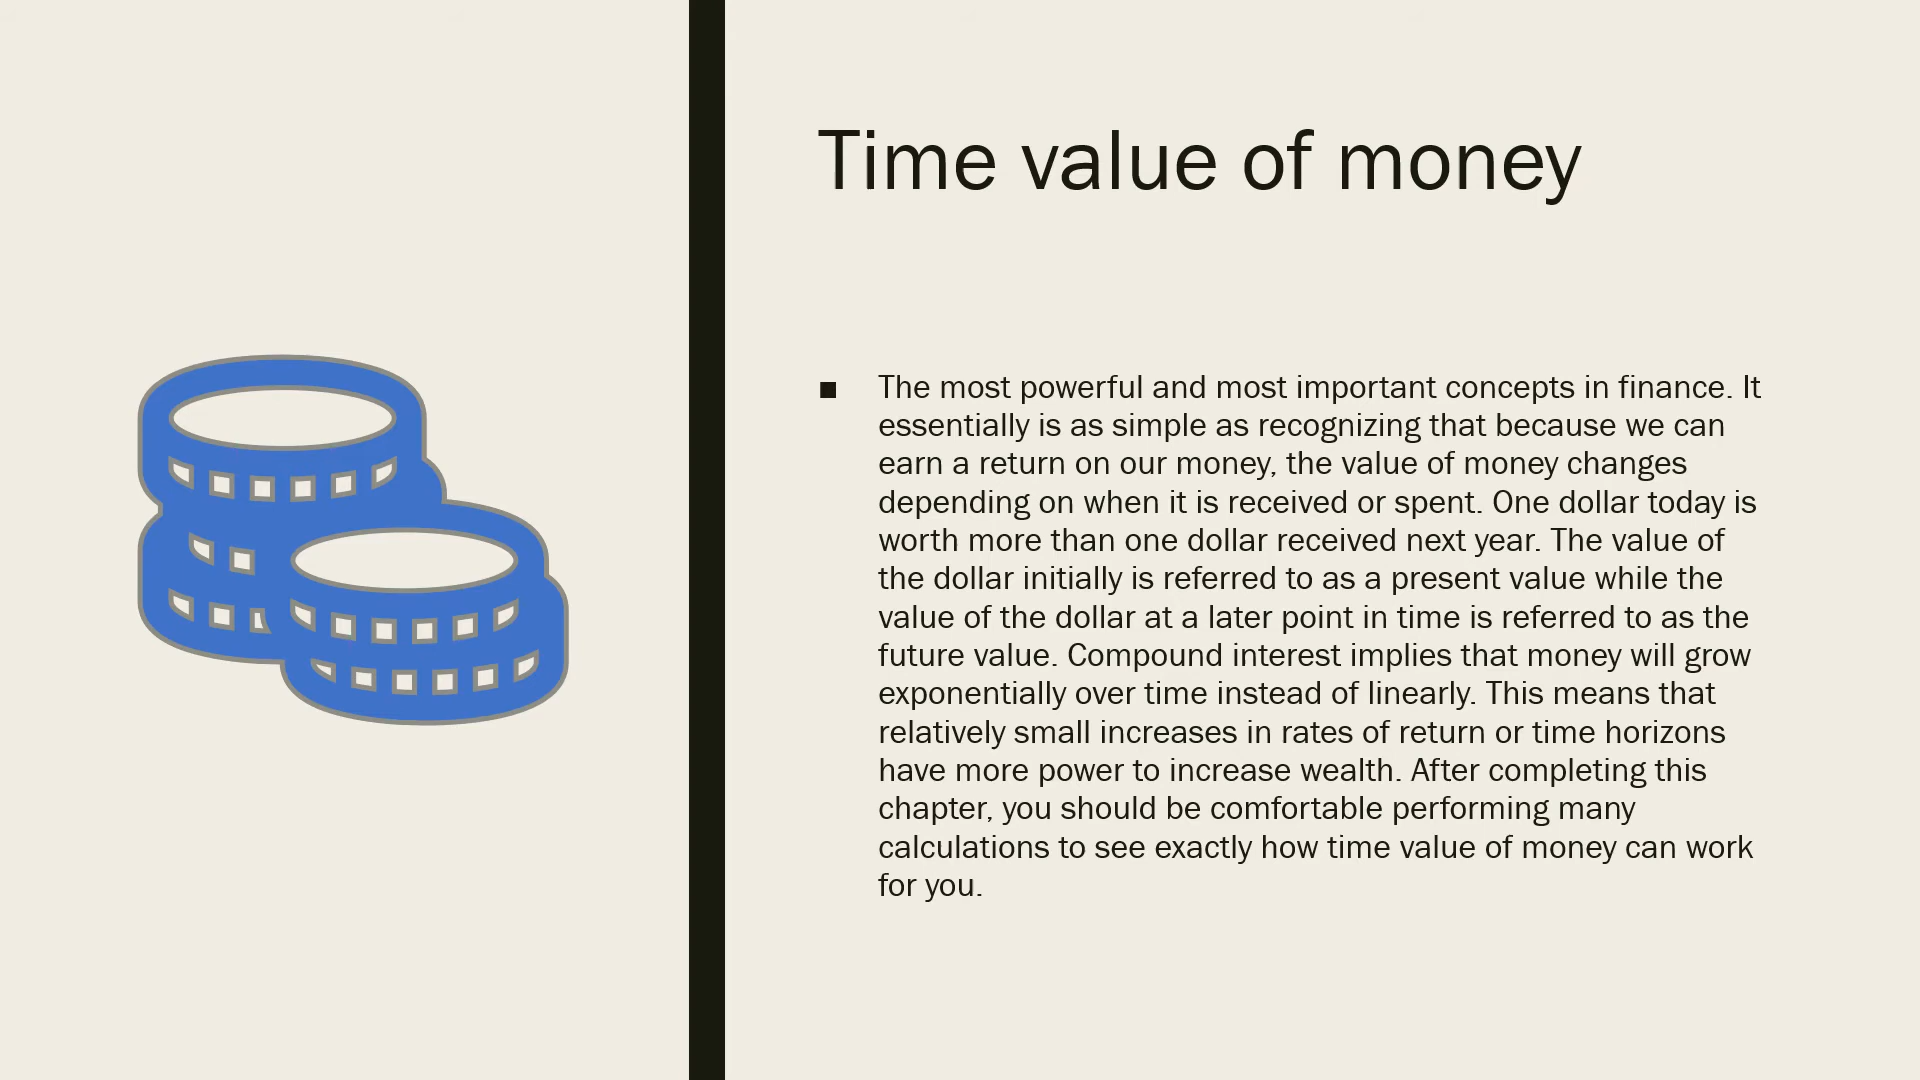 Time value of money
■ The most powerful and most important concepts in finance. It
essentially is as simple as recognizing that because we can
earn a return on our money, the value of money changes
depending on when it is received or spent. One dollar today is
worth more than one dollar received next year. The value of
the dollar initially is referred to as a present value while the
value of the dollar at a later point in time is referred to as the
future value. Compound interest implies that money will grow
exponentially over time instead of linearly. This means that
relatively small increases in rates of return or time horizons
have more power to increase wealth. After completing this
chapter, you should be comfortable performing many
calculations to see exactly how time value of money can work
for you.